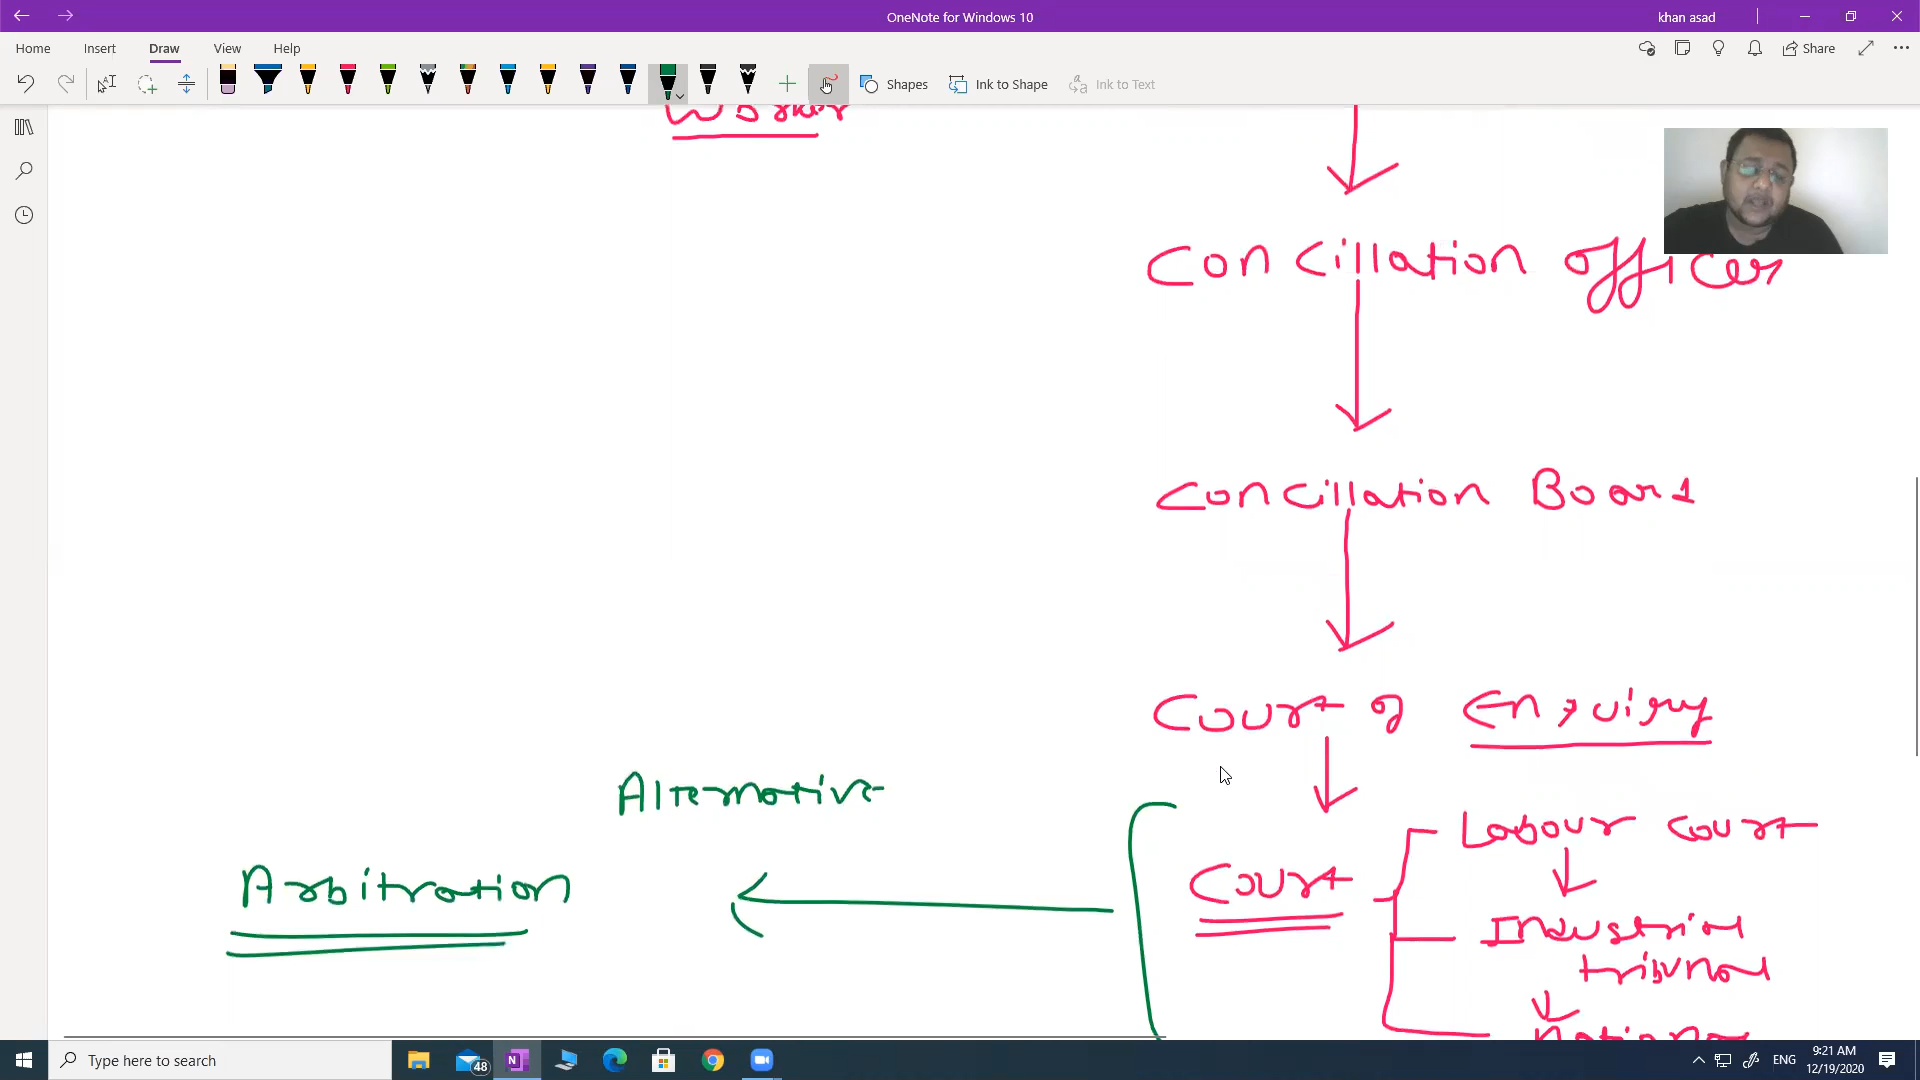 OneNote for Windows 10
khan asad
Home Insert Draw View Help
Share
Shapes
Ink to Shape
Ink to Text
Worker
Concillation officer
Concillation Board
Court of Enquiry
Alternative
Labour Court
Arbitration
Court
Industrial
tribunal
National
Type here to search
48
ENG
9:21 AM
12/19/2020